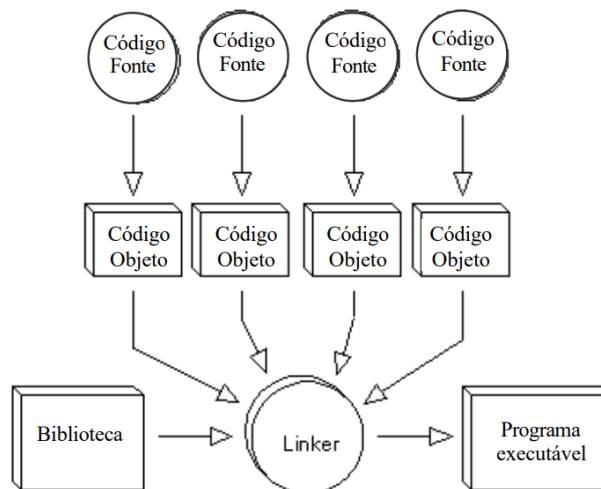 Código
Fonte
Código
Fonte
Código
Fonte
Código
Fonte
Código
Objeto
Código
Objeto
Código
Objeto
Código
Objeto
Biblioteca
Linker
Programa
executável